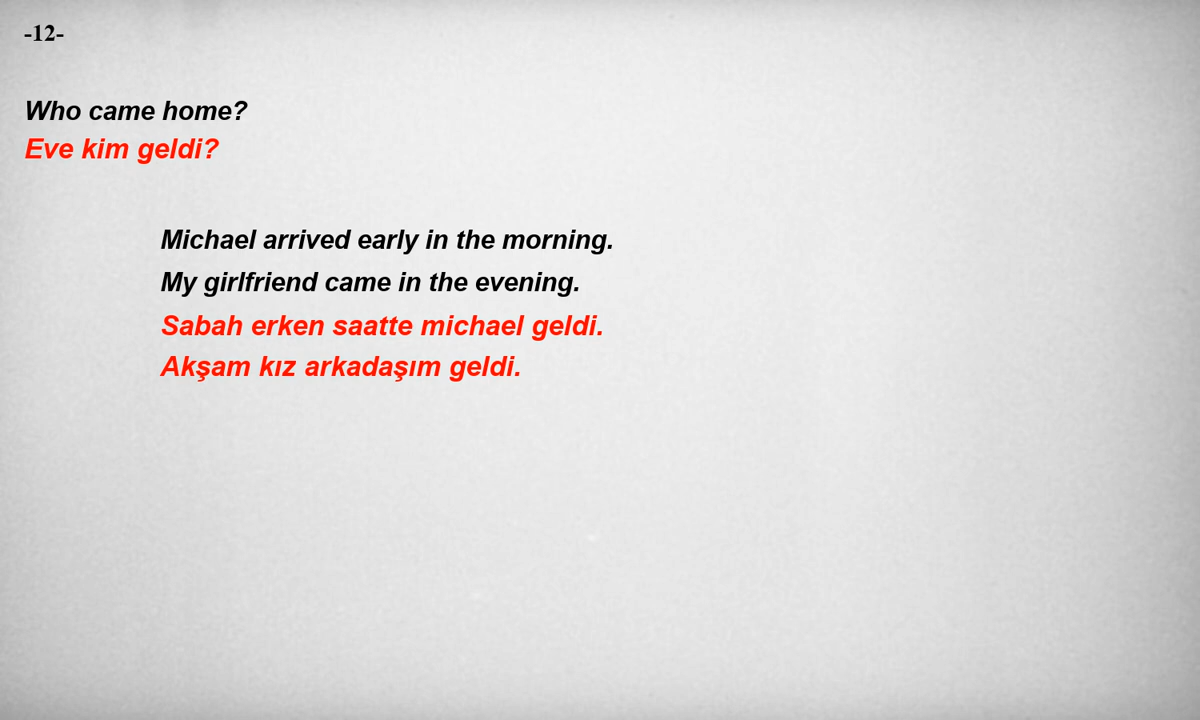 -12-
Who came home?
Eve kim geldi?
Michael arrived early in the morning.
My girlfriend came in the evening.
Sabah erken saatte michael geldi.
Akşam kız arkadaşım geldi.